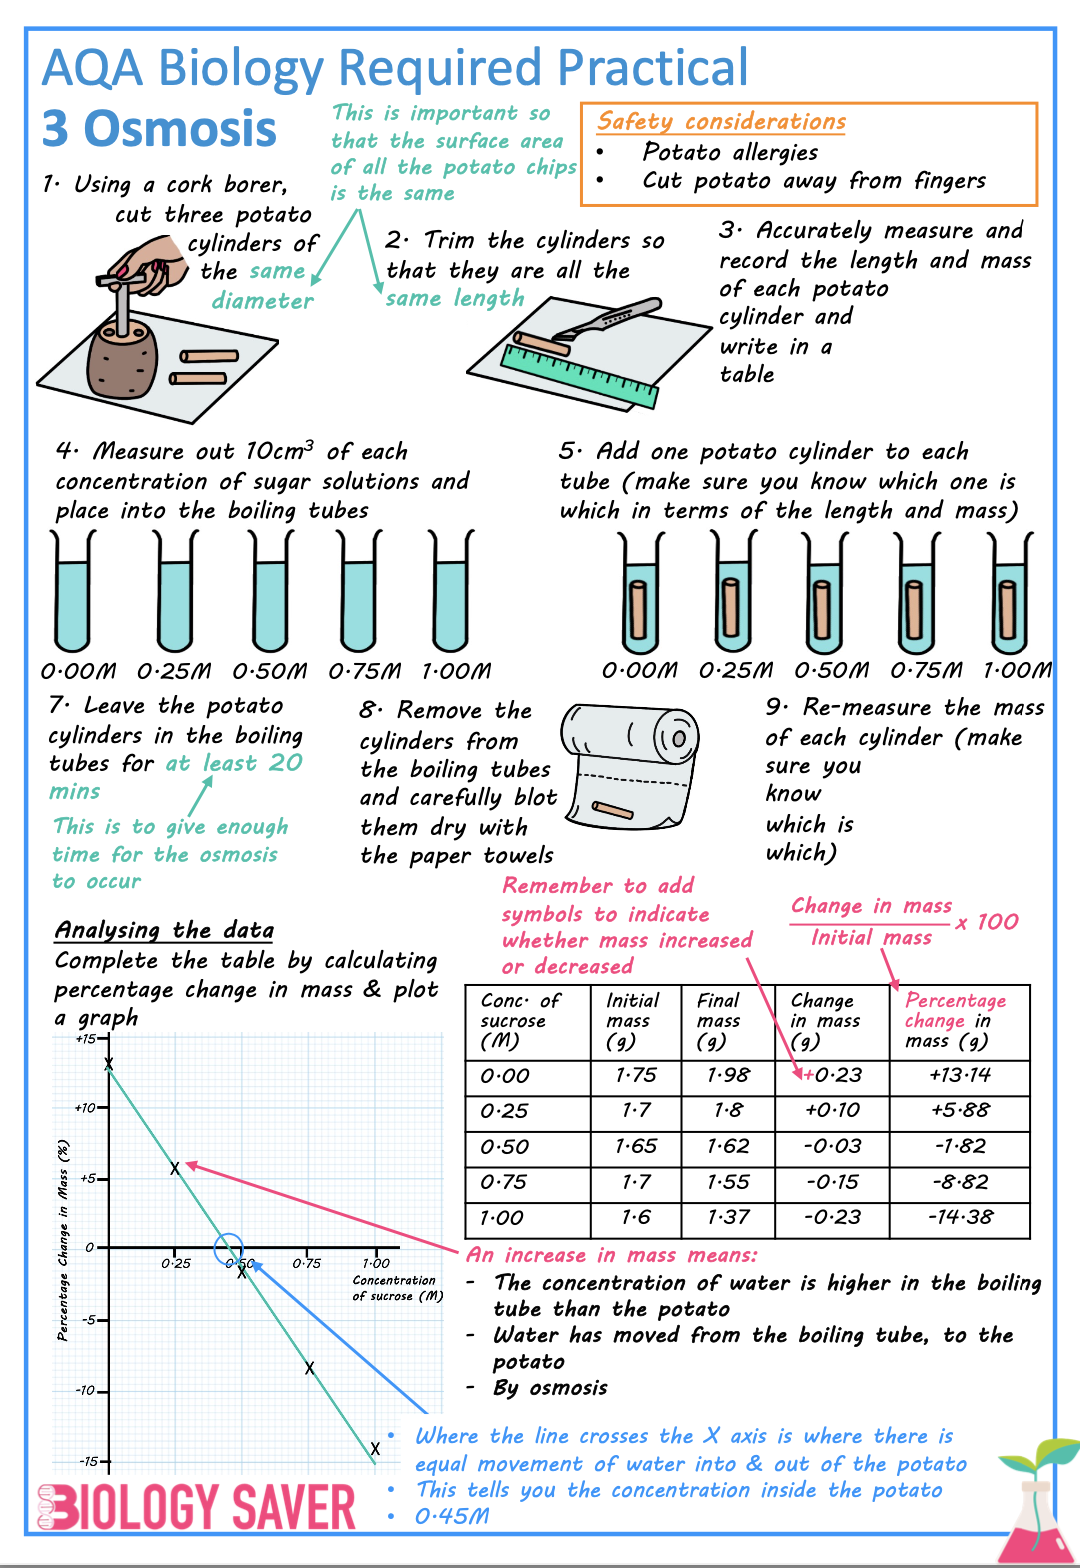 AQA Biology Required Practical
3 Osmosis
This is important so
that the surface area
of all the potato chips
is the same
Safety considerations
• Potato allergies
• Cut potato away from fingers
1. Using a cork borer,
cut three potato
cylinders of
the same
diameter
2. Trim the cylinders so
that they are all the
same length
3. Accurately measure and
record the length and mass
of each potato
cylinder and
write in a
table
4. Measure out 10cm³ of each
concentration of sugar solutions and
place into the boiling tubes
0.00M 0.25M 0.50M 0.75M 1.00M
5. Add one potato cylinder to each
tube (make sure you know which one is
which in terms of the length and mass)
0.00M 0.25M 0.50M 0.75M 1.00M
7. Leave the potato
cylinders in the boiling
tubes for at least 20
mins
This is to give enough
time for the osmosis
to occur
8. Remove the
cylinders from
the boiling tubes
and carefully blot
them dry with
the paper towels
9. Re-measure the mass
of each cylinder (make
sure you
know
which is
which)
Analysing the data
Complete the table by calculating
percentage change in mass & plot
a graph
Remember to add
symbols to indicate
whether mass increased
or decreased
Change in mass
x 100
Initial mass
Conc. of sucrose (M) Initial mass (g) Final mass (g) Change in mass (g) Percentage change in mass (g)
0.00 1.75 1.98 +0.23 +13.14
0.25 1.7 1.8 +0.10 +5.88
0.50 1.65 1.62 -0.03 -1.82
0.75 1.7 1.55 -0.15 -8.82
1.00 1.6 1.37 -0.23 -14.38
Percentage Change in Mass (%)
+15
+10
+5
0
-5
-10
-15
0.25 0.50 0.75 1.00
Concentration
of sucrose (M)
An increase in mass means:
- The concentration of water is higher in the boiling
tube than the potato
- Water has moved from the boiling tube, to the
potato
- By osmosis
• Where the line crosses the X axis is where there is
equal movement of water into & out of the potato
• This tells you the concentration inside the potato
• 0.45M
BIOLOGY SAVER